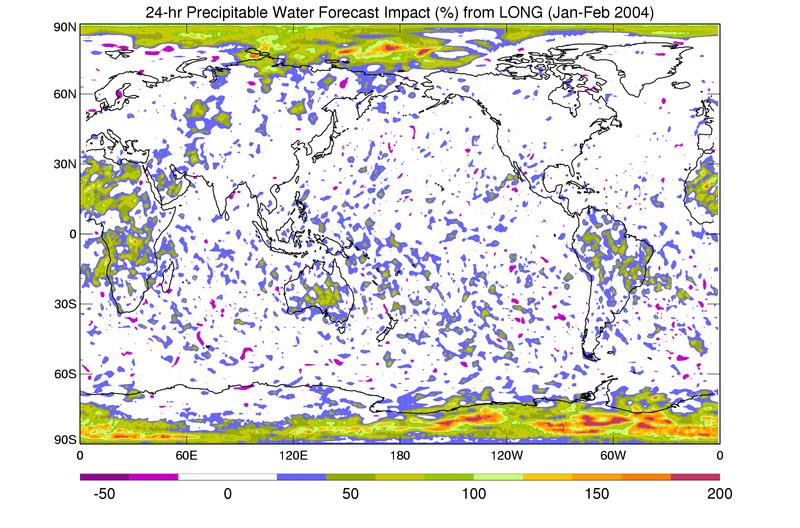 24-hr Precipitable Water Forecast Impact (%) from LONG (Jan-Feb 2004)
90N
60N
30N
0
30S
60S
90S
0 60E 120E 180 120W 60W 0
-50 0 50 100 150 200